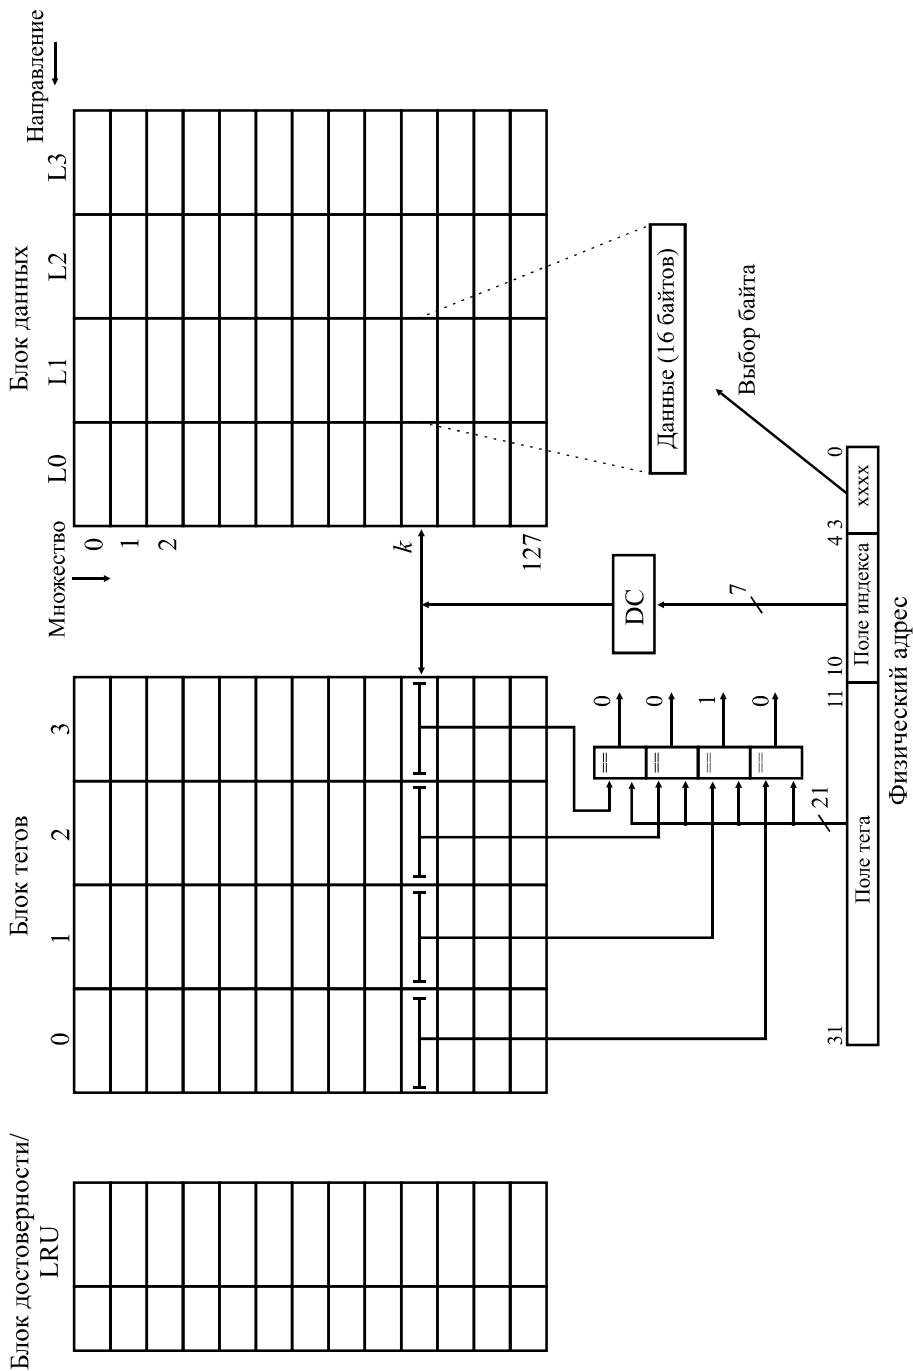 Блок достоверности/
LRU
Блок тегов
0
1
2
3
Множество
0
1
2
k
127
Блок данных
L0
L1
L2
L3
Направление
Данные (16 байтов)
DC
7
Выбор байта
==
==
==
==
0
1
0
0
21
31
11
10
4
3
0
Поле тега
Поле индекса
xxxx
Физический адрес